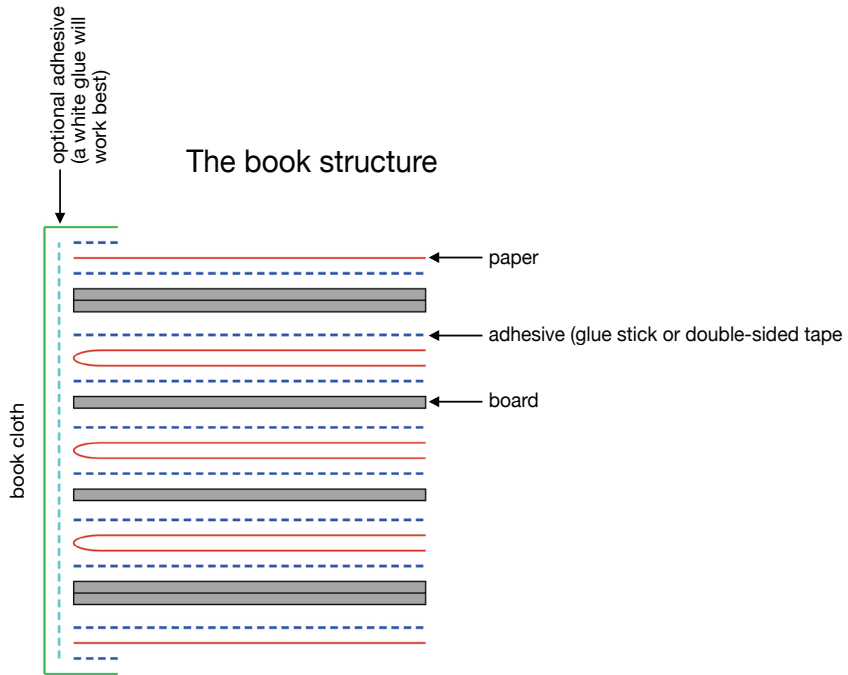 optional adhesive
(a white glue will
work best)
The book structure
paper
adhesive (glue stick or double-sided tape
board
book cloth